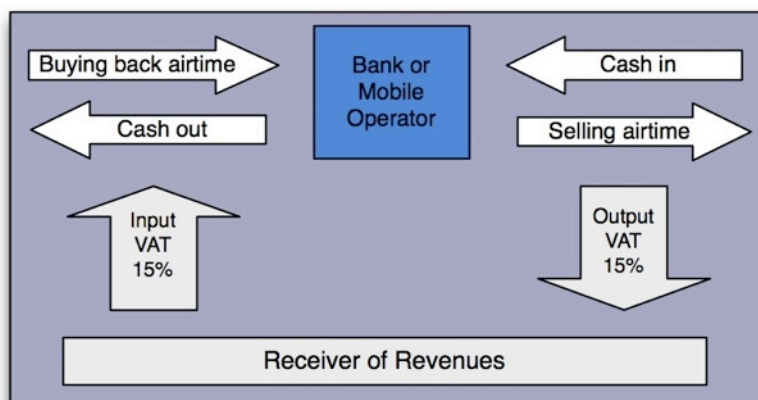 Buying back airtime
Cash out
Bank or
Mobile
Operator
Cash in
Selling airtime
Input
VAT
15%
Output
VAT
15%
Receiver of Revenues